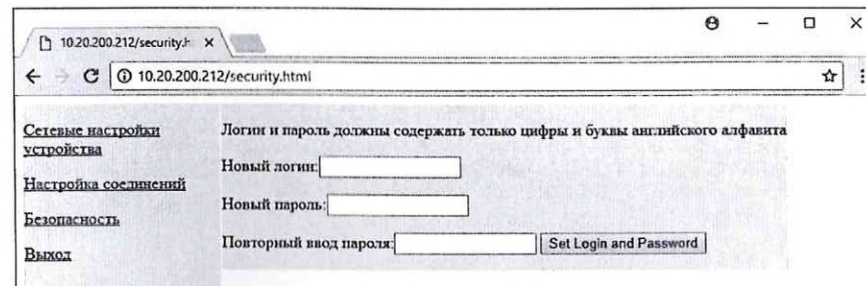 10.20.200.212/security.h
10.20.200.212/security.html
Сетевые настройки
устройства
Настройка соединений
Безопасность
Выход
Логин и пароль должны содержать только цифры и буквы английского алфавита
Новый логин:
Новый пароль:
Повторный ввод пароля:
Set Login and Password